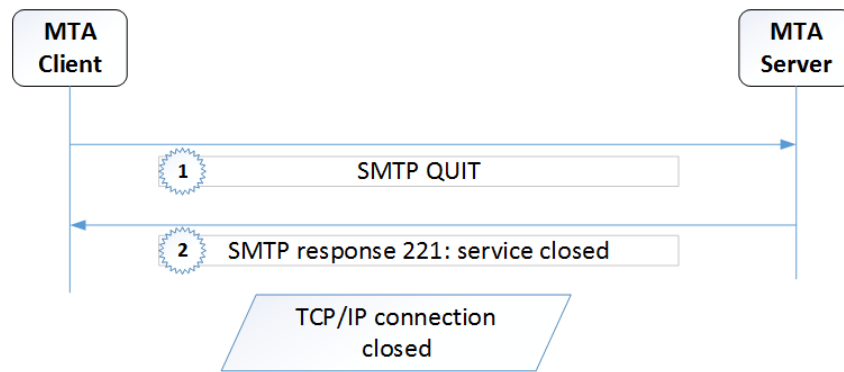 MTA
Client
MTA
Server
1
SMTP QUIT
2
SMTP response 221: service closed
TCP/IP connection
closed